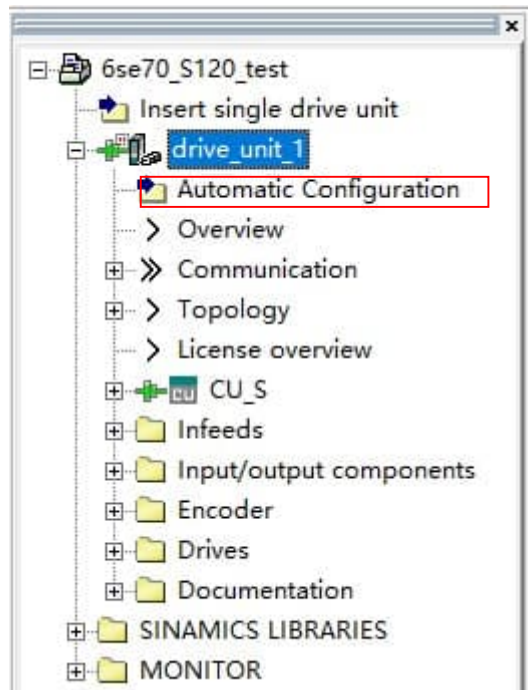 6se70_S120_test
Insert single drive unit
drive_unit_1
Automatic Configuration
Overview
Communication
Topology
License overview
CU_S
Infeeds
Input/output components
Encoder
Drives
Documentation
SINAMICS LIBRARIES
MONITOR